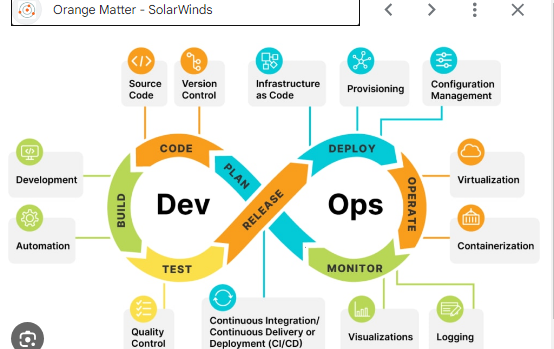 Orange Matter - SolarWinds
Source
Code
Version
Control
Infrastructure
as Code
Provisioning
Configuration
Management
CODE
PLAN
DEPLOY
Development
BUILD
Dev
RELEASE
Ops
OPERATE
Virtualization
Automation
Containerization
TEST
MONITOR
Quality
Control
Continuous Integration/
Continuous Delivery or
Deployment (CI/CD)
Visualizations
Logging